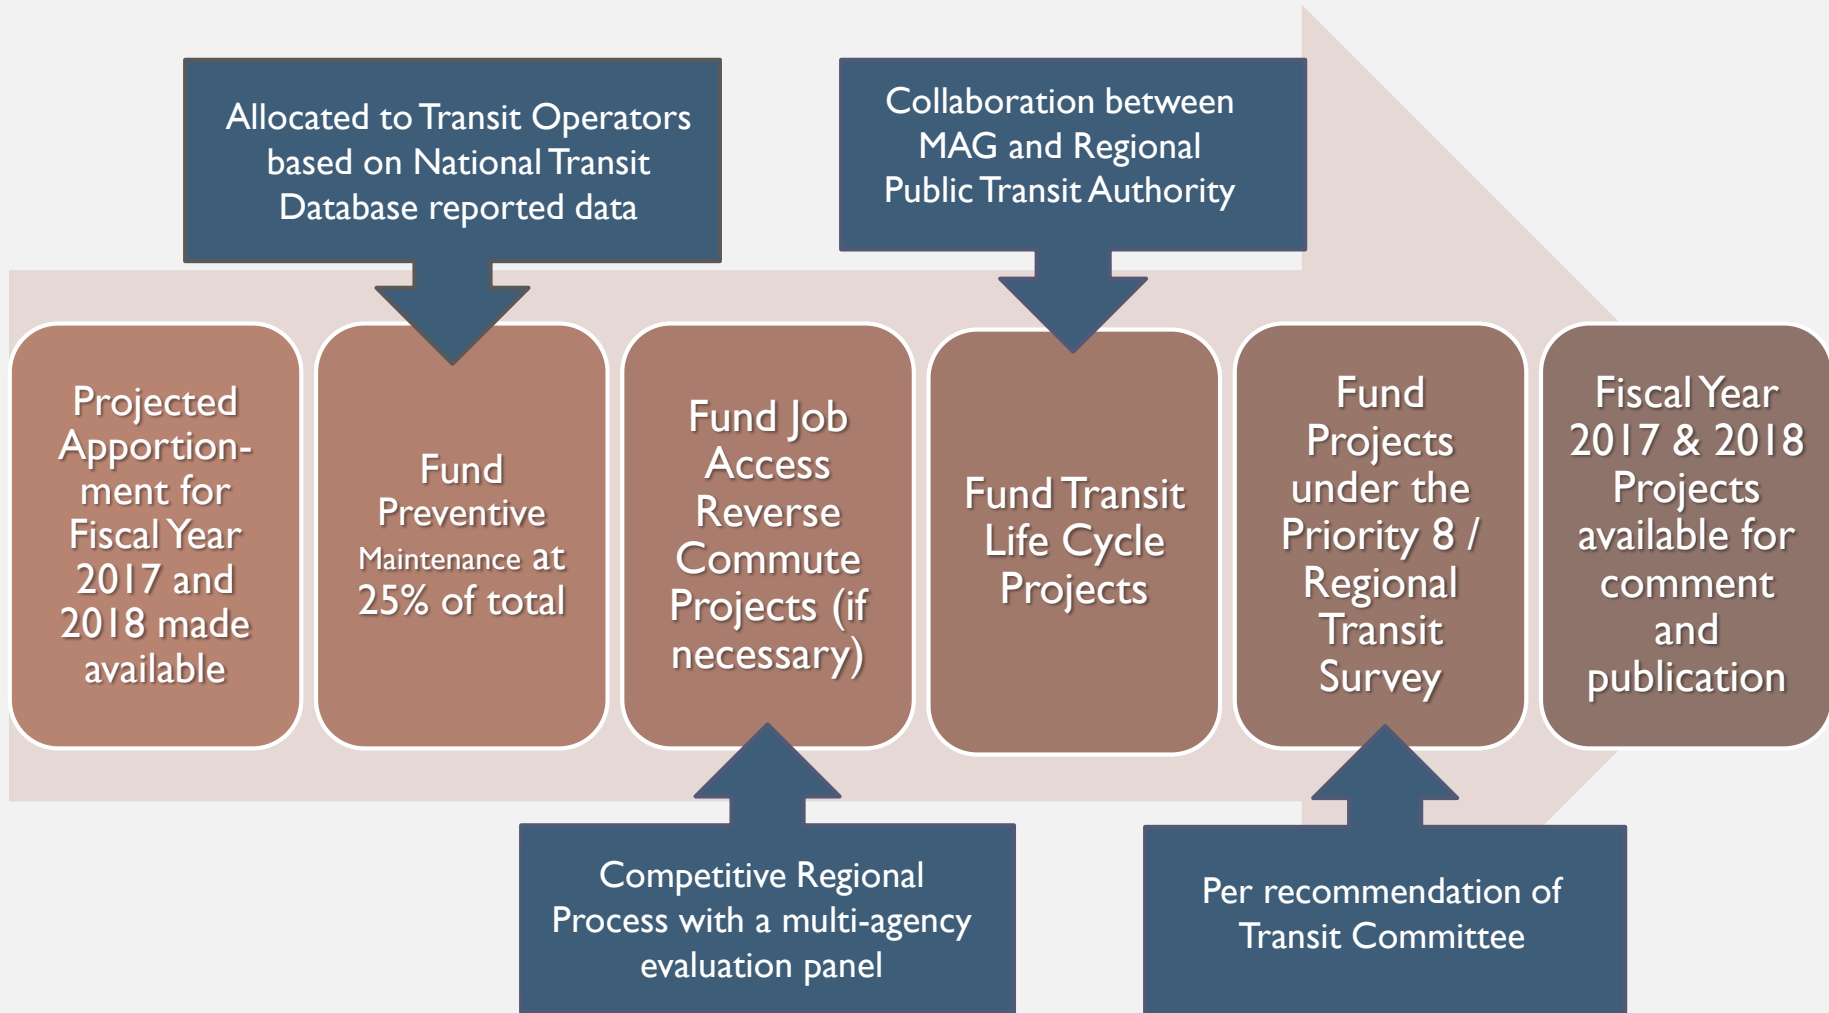 Allocated to Transit Operators
based on National Transit
Database reported data
Collaboration between
MAG and Regional
Public Transit Authority
Projected
Apportion-
ment for
Fiscal Year
2017 and
2018 made
available
Fund
Preventive
Maintenance at
25% of total
Fund Job
Access
Reverse
Commute
Projects (if
necessary)
Fund Transit
Life Cycle
Projects
Fund
Projects
under the
Priority 8 /
Regional
Transit
Survey
Fiscal Year
2017 & 2018
Projects
available for
comment
and
publication
Competitive Regional
Process with a multi-agency
evaluation panel
Per recommendation of
Transit Committee